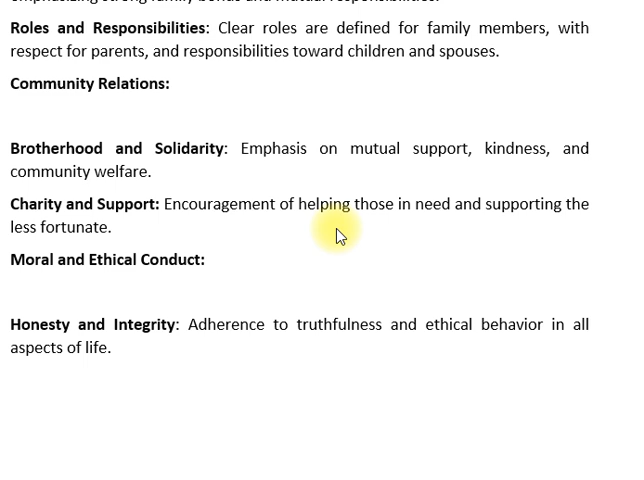 Roles and Responsibilities: Clear roles are defined for family members, with
respect for parents, and responsibilities toward children and spouses.
Community Relations:
Brotherhood and Solidarity: Emphasis on mutual support, kindness, and
community welfare.
Charity and Support: Encouragement of helping those in need and supporting the
less fortunate.
Moral and Ethical Conduct:
Honesty and Integrity: Adherence to truthfulness and ethical behavior in all
aspects of life.